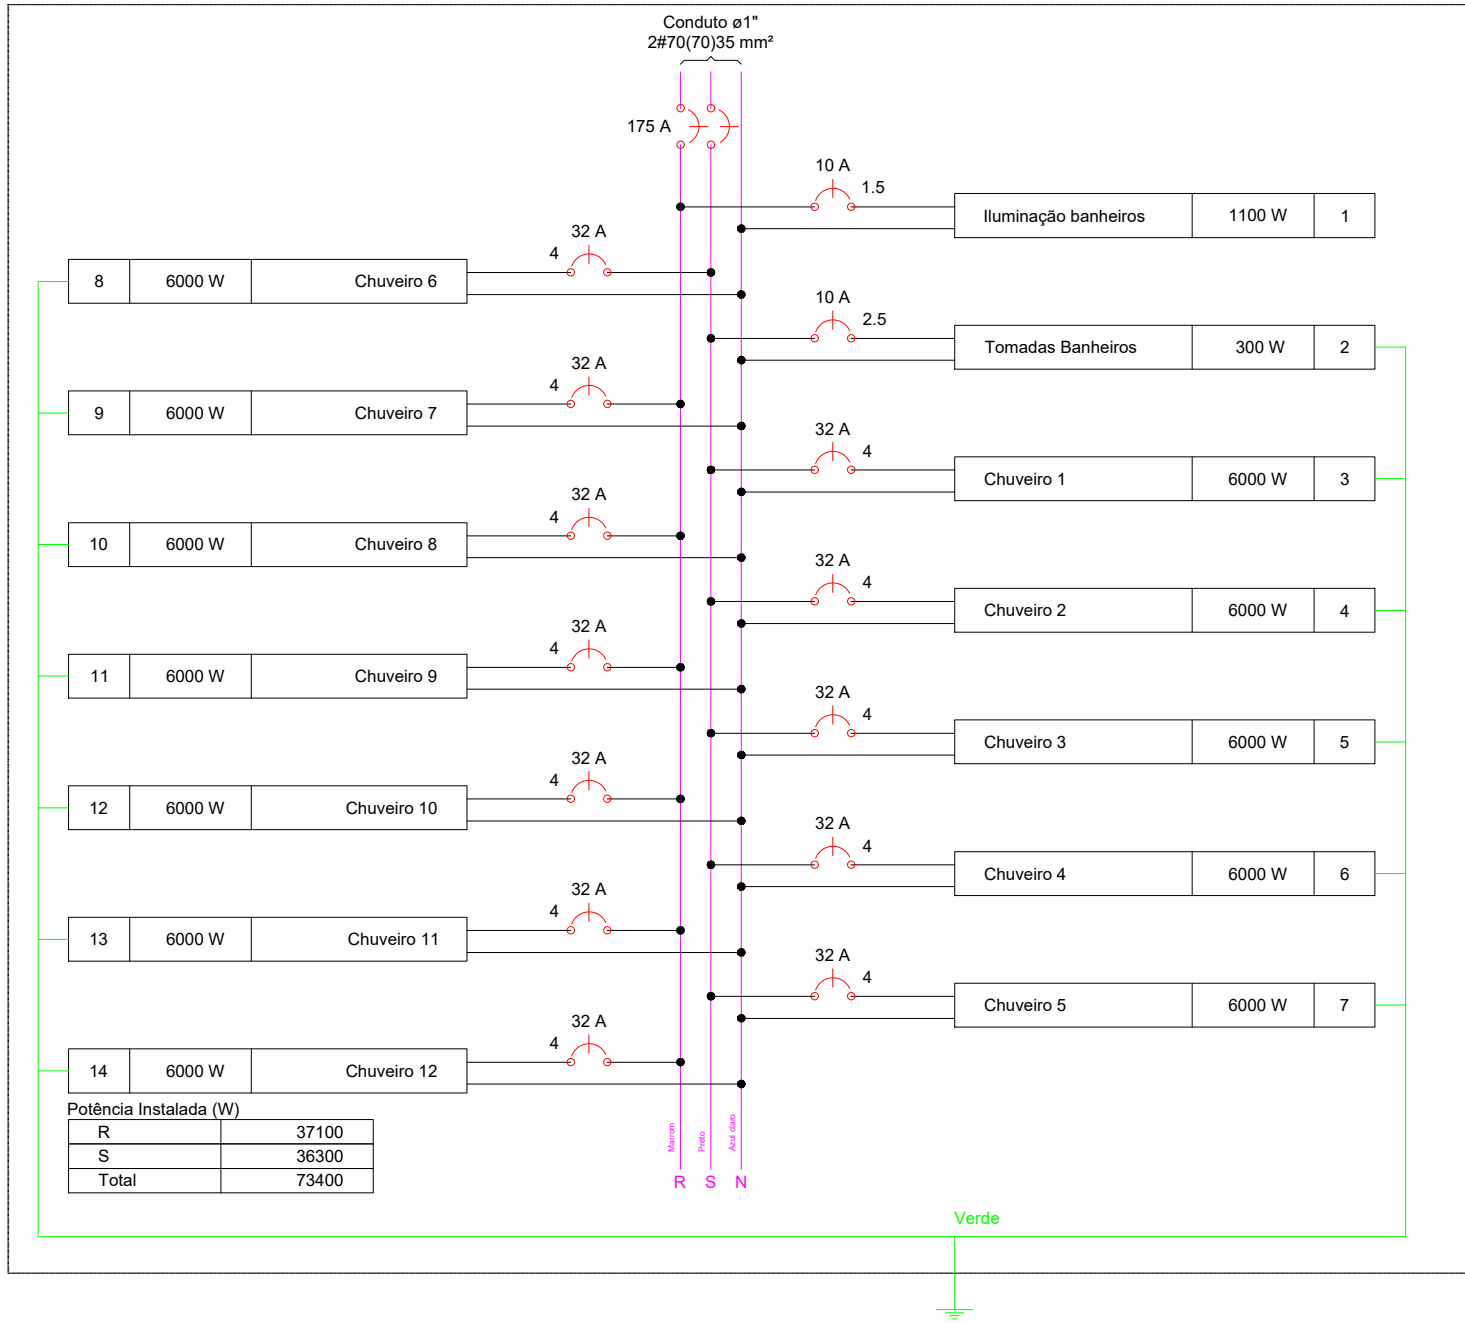 Conduto ø1"
2#70(70)35 mm²
175 A
10 A
1.5
Iluminação banheiros 1100 W 1
32 A
4
8 6000 W Chuveiro 6
10 A
2.5
Tomadas Banheiros 300 W 2
32 A
4
9 6000 W Chuveiro 7
32 A
4
Chuveiro 1 6000 W 3
32 A
4
10 6000 W Chuveiro 8
32 A
4
Chuveiro 2 6000 W 4
32 A
4
11 6000 W Chuveiro 9
32 A
4
Chuveiro 3 6000 W 5
32 A
4
12 6000 W Chuveiro 10
32 A
4
Chuveiro 4 6000 W 6
32 A
4
13 6000 W Chuveiro 11
32 A
4
Chuveiro 5 6000 W 7
32 A
4
14 6000 W Chuveiro 12
Potência Instalada (W)
R 37100
S 36300
Total 73400
Marrom
Preto
Azul claro
R S N
Verde